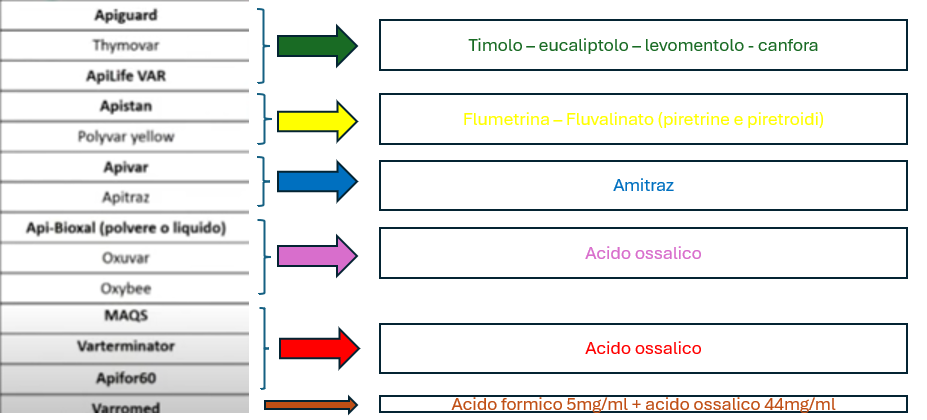 Apiguard
Thymovar
ApiLife VAR
Timolo – eucaliptolo – levomentolo - canfora
Apistan
Polyvar yellow
Flumetrina – Fluvalinato (piretrine e piretroidi)
Apivar
Apitraz
Amitraz
Api-Bioxal (polvere o liquido)
Oxuvar
Oxybee
Acido ossalico
MAQS
Varterminator
Apifor60
Acido ossalico
Varromed
Acido formico 5mg/ml + acido ossalico 44mg/ml